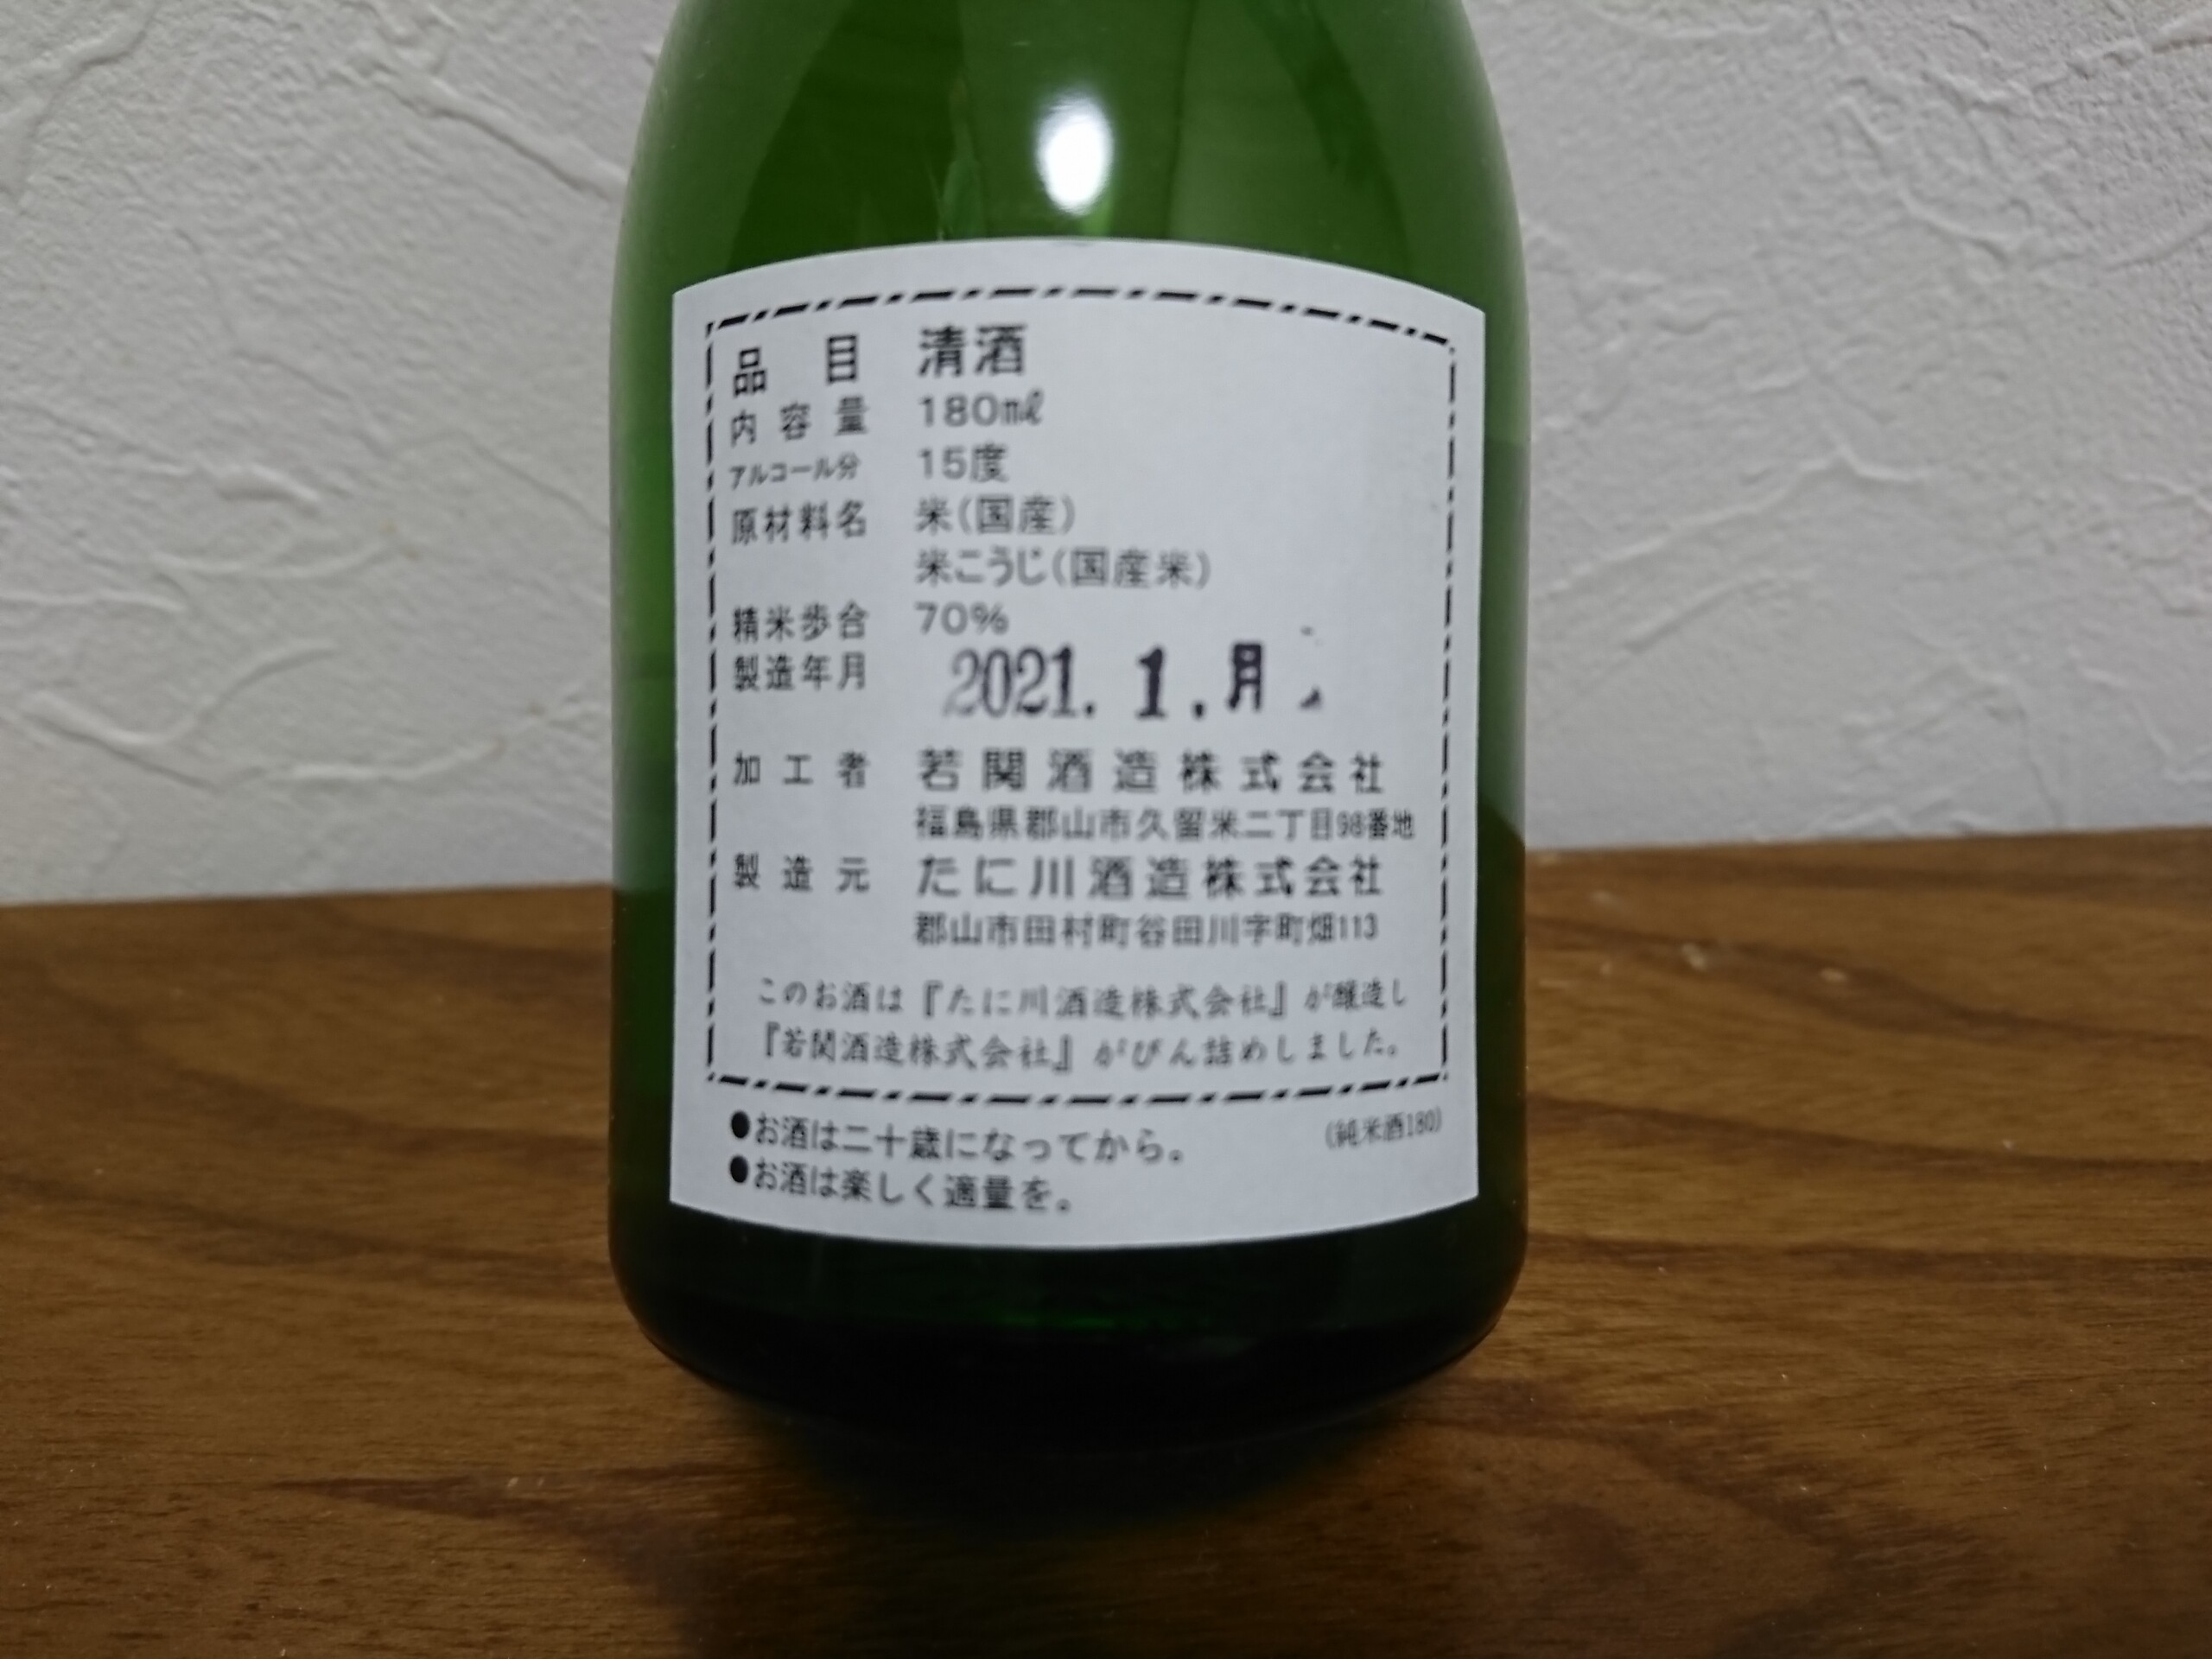 品目 清酒
内容量 180㎖
アルコール分 15度
原材料名 米(国産)
米こうじ(国産米)
精米歩合 70%
製造年月 2021. 1.月
加工者 若関酒造株式会社
福島県郡山市久留米二丁目98番地
製造元 たに川酒造株式会社
郡山市田村町谷田川字町畑113
このお酒は『たに川酒造株式会社』が醸造し
『若関酒造株式会社』がびん詰めしました。
●お酒は二十歳になってから。 (純米酒180)
●お酒は楽しく適量を。